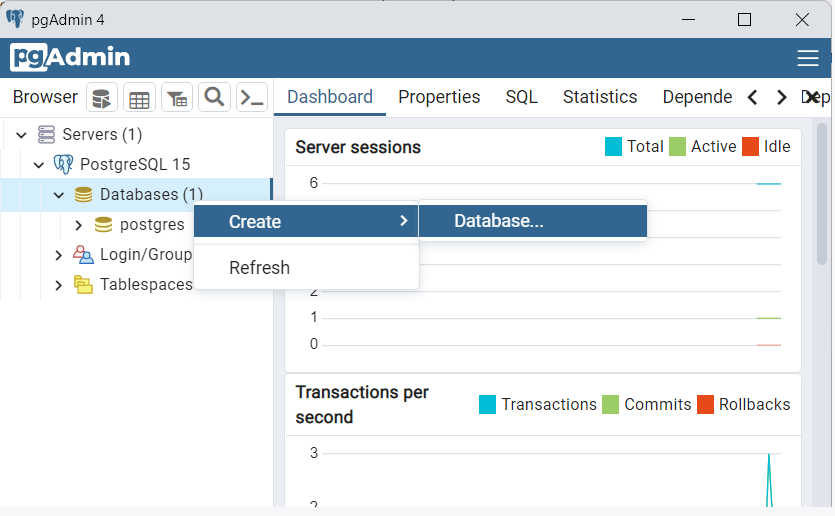 pgAdmin 4
pgAdmin
Browser
Dashboard Properties SQL Statistics Depende Dep
Servers (1)
PostgreSQL 15
Databases (1)
postgres
Login/Group
Tablespaces
Create
Database...
Refresh
Server sessions
Total Active Idle
6
2
1
0
Transactions per
second
Transactions Commits Rollbacks
3
2